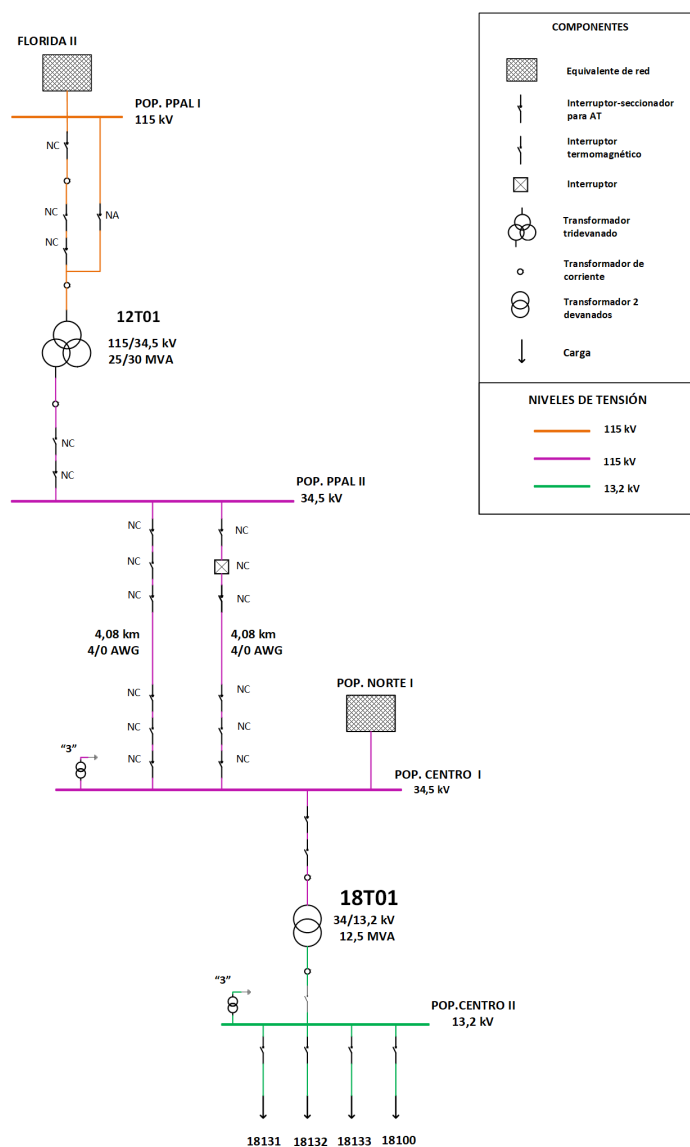 FLORIDA II
POP. PPAL I
115 kV
NC
NC
NA
NC
12T01
115/34,5 kV
25/30 MVA
NC
NC
POP. PPAL II
34,5 kV
NC
NC
NC
NC
NC
NC
4,08 km
4/0 AWG
4,08 km
4/0 AWG
POP. NORTE I
NC
NC
NC
NC
NC
NC
“3”
POP. CENTRO I
34,5 kV
18T01
34/13,2 kV
12,5 MVA
“3”
POP.CENTRO II
13,2 kV
18131
18132
18133
18100
COMPONENTES
Equivalente de red
Interruptor-seccionador
para AT
Interruptor
termomagnético
Interruptor
Transformador
tridevanado
Transformador de
corriente
Transformador 2
devanados
Carga
NIVELES DE TENSIÓN
115 kV
115 kV
13,2 kV